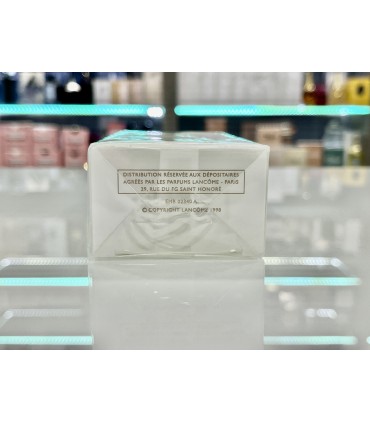 DISTRIBUTION RÉSERVÉE AUX DÉPOSITAIRES
AGRÉÉS PAR LES PARFUMS LANCÔME - PARIS
29, RUE DU FG SAINT HONORÉ
© COPYRIGHT LANCÔME 1998